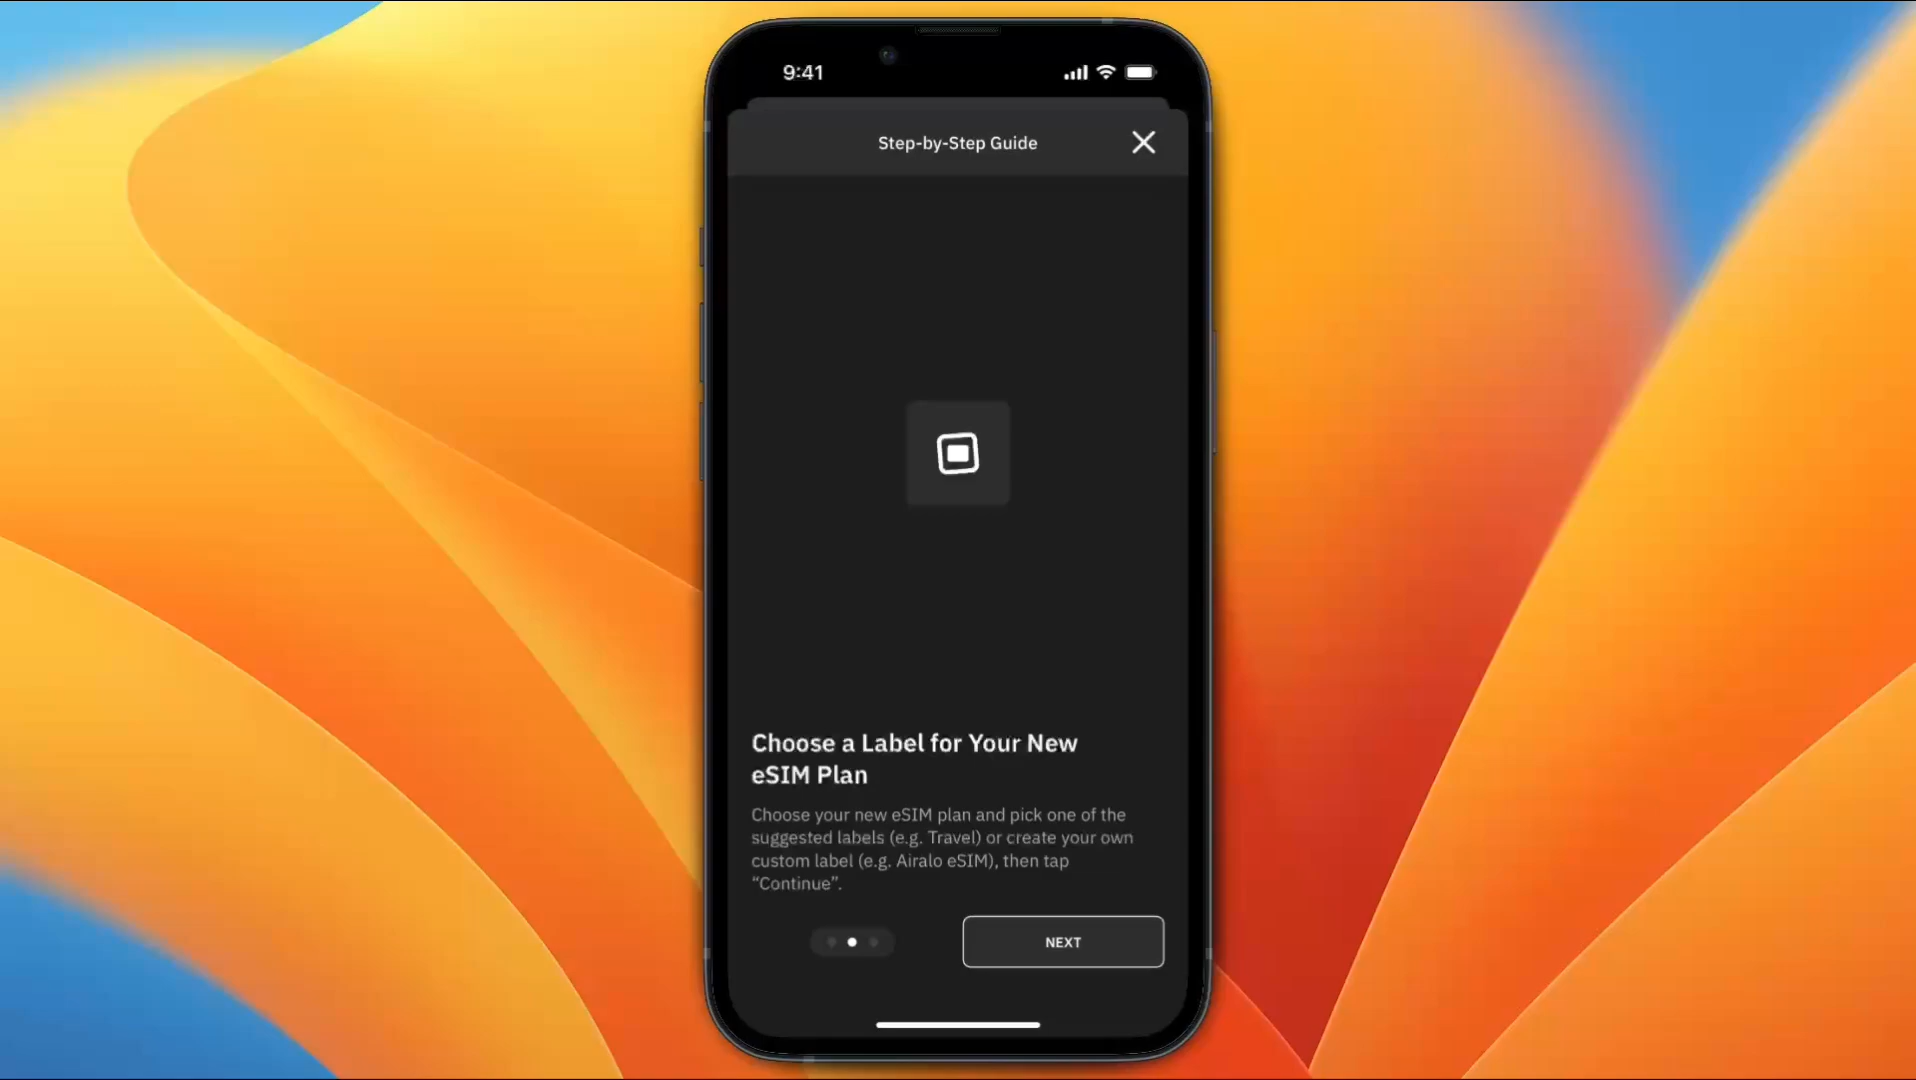 9:41
Step-by-Step Guide
Choose a Label for Your New
eSIM Plan
Choose your new eSIM plan and pick one of the
suggested labels (e.g. Travel) or create your own
custom label (e.g. Airalo eSIM), then tap
“Continue”.
NEXT